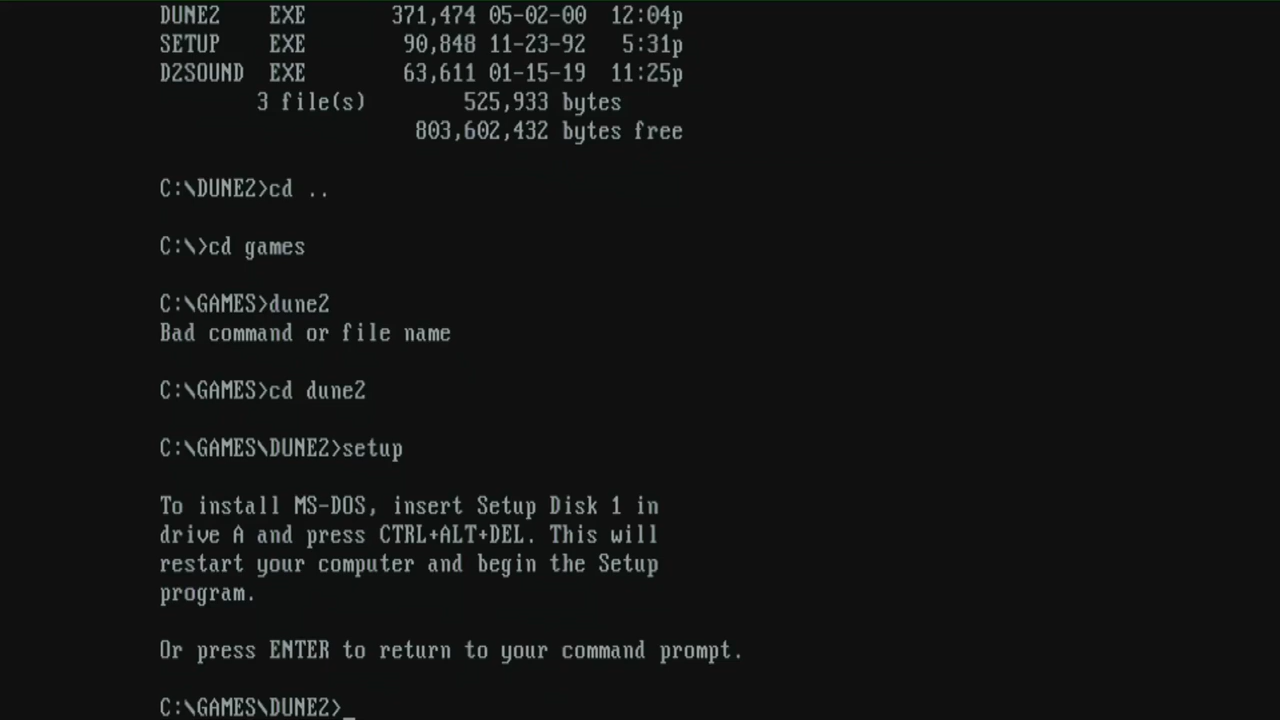 DUNE2    EXE       371,474 05-02-00  12:04p
SETUP    EXE        90,848 11-23-92   5:31p
D2SOUND  EXE        63,611 01-15-19  11:25p
        3 file(s)        525,933 bytes
                     803,602,432 bytes free
C:\DUNE2>cd ..
C:\>cd games
C:\GAMES>dune2
Bad command or file name
C:\GAMES>cd dune2
C:\GAMES\DUNE2>setup
To install MS-DOS, insert Setup Disk 1 in
drive A and press CTRL+ALT+DEL. This will
restart your computer and begin the Setup
program.
Or press ENTER to return to your command prompt.
C:\GAMES\DUNE2>_